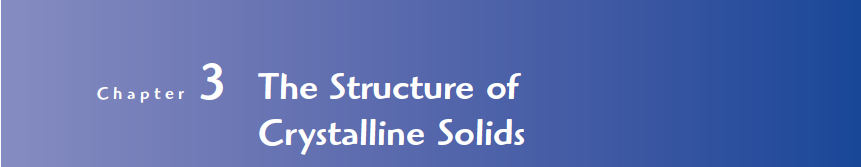 Chapter 3 The Structure of
Crystalline Solids